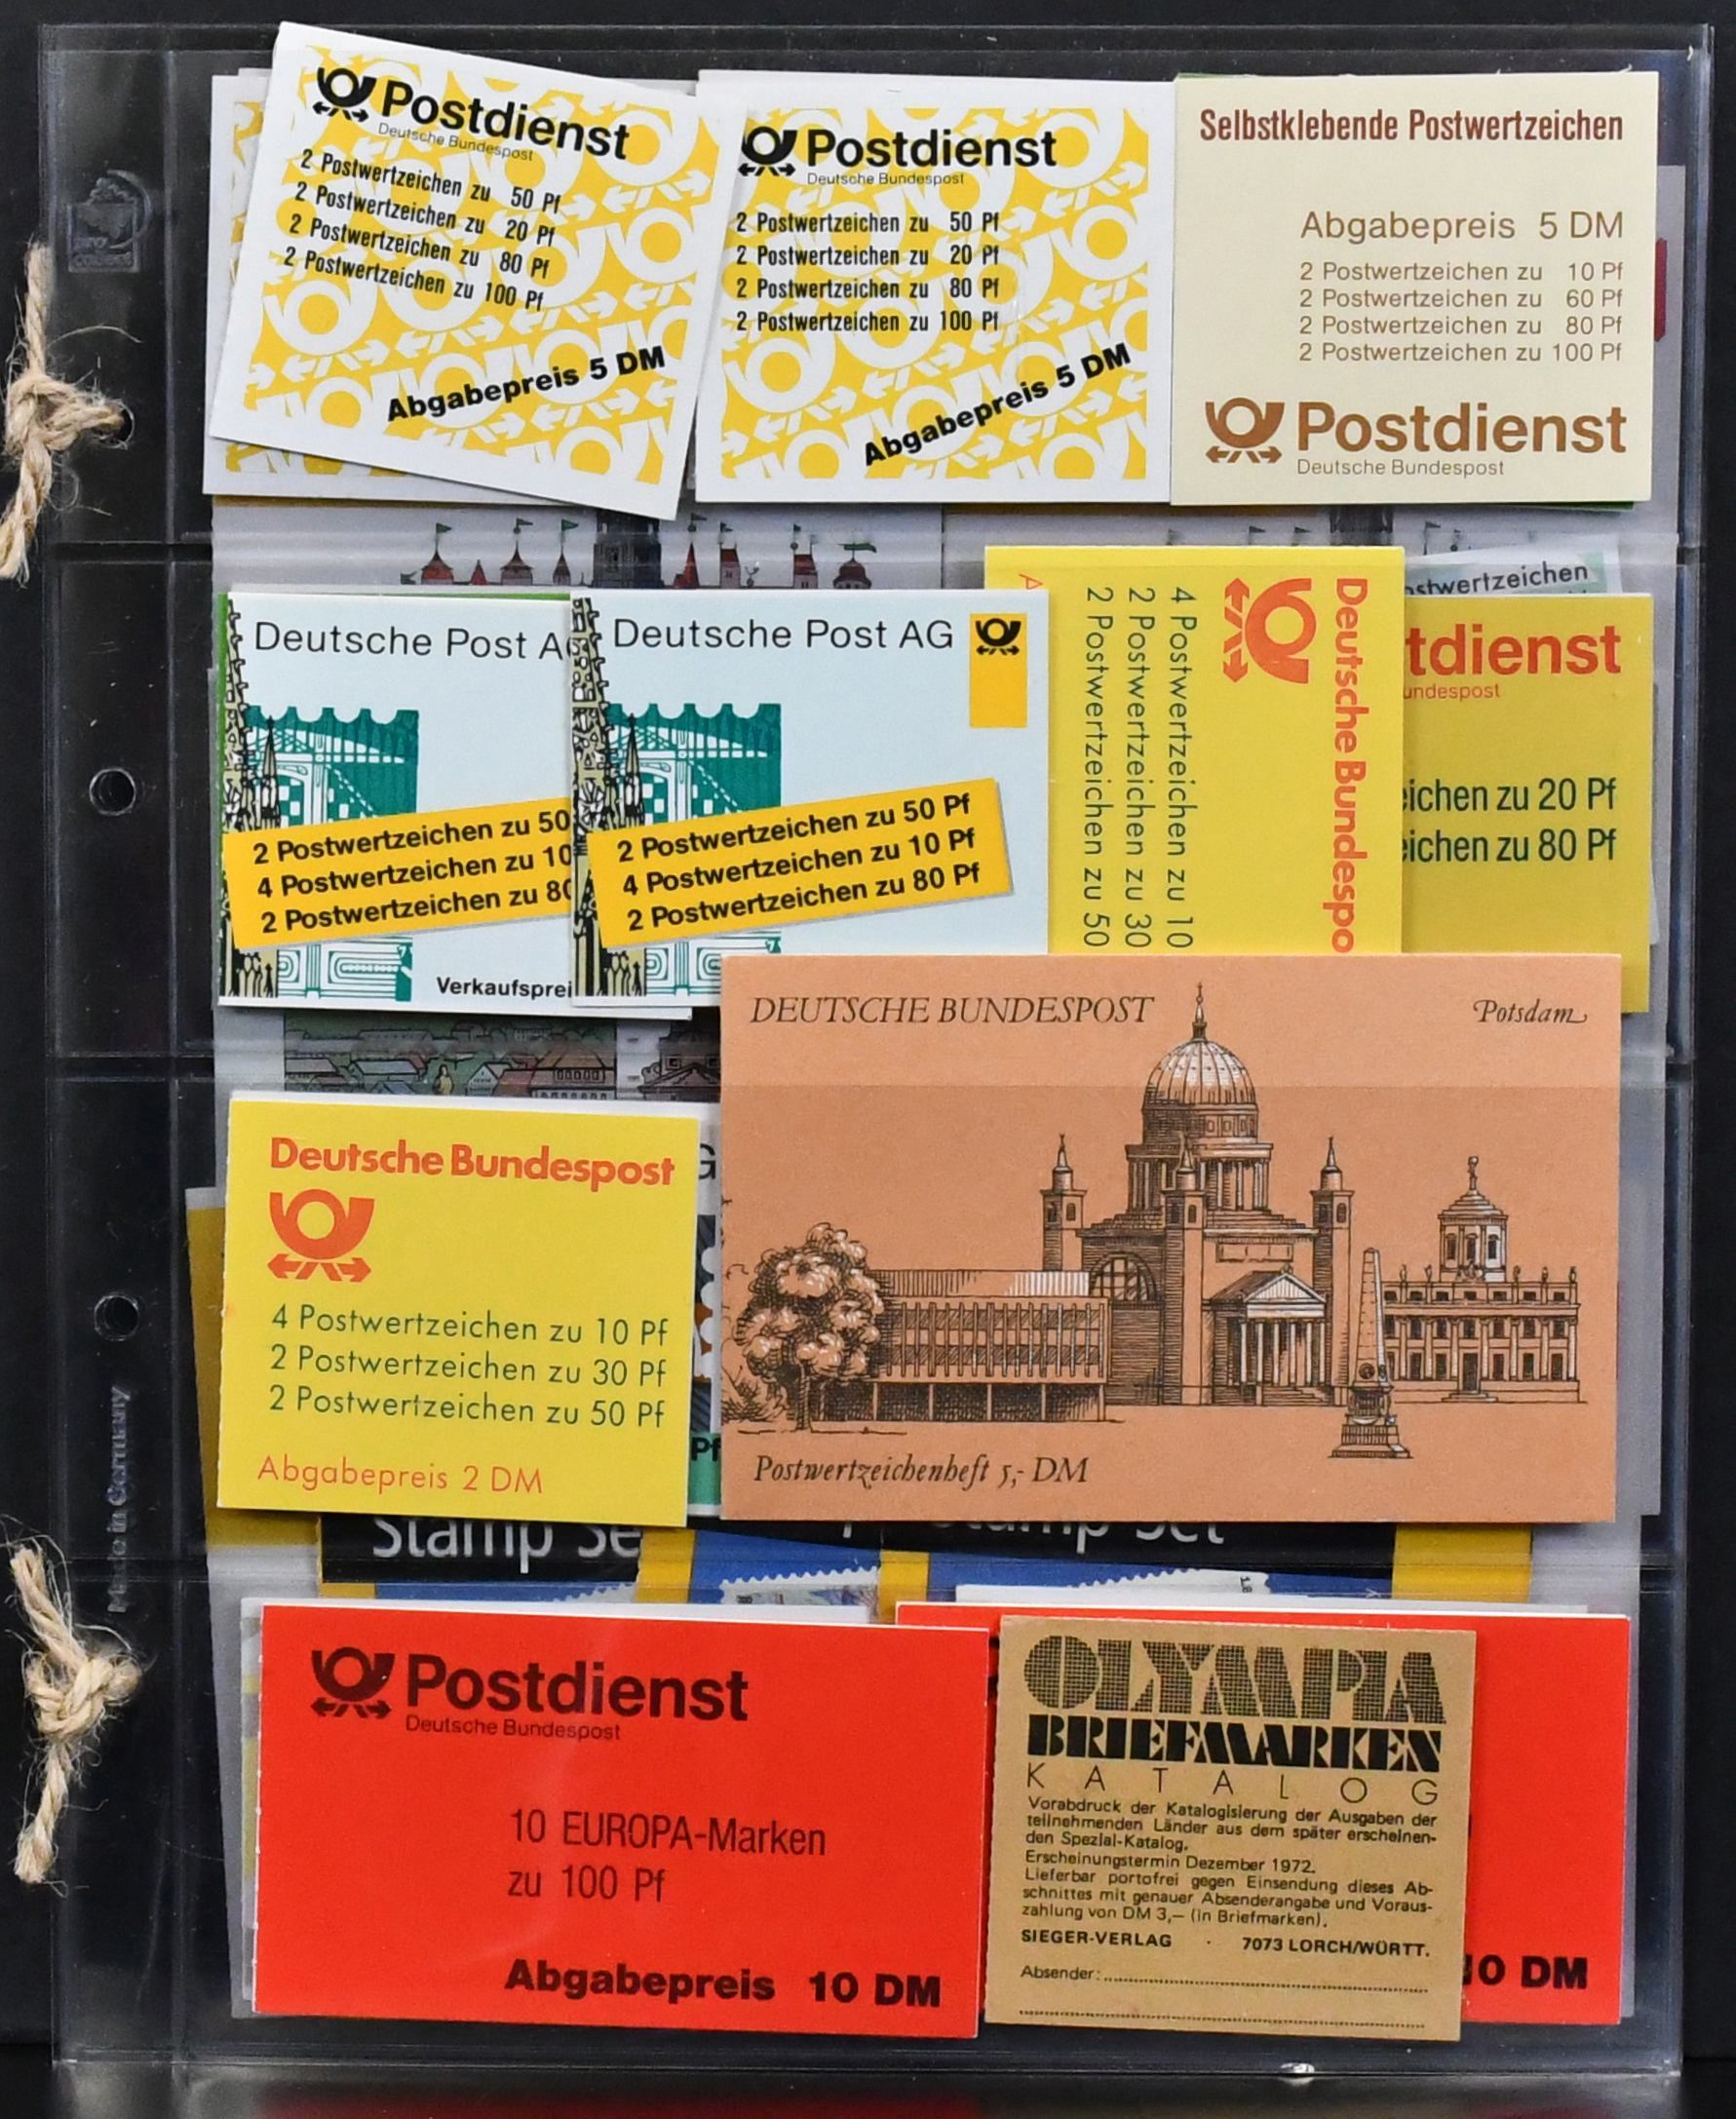 Postdienst
Deutsche Bundespost
2 Postwertzeichen zu 50 Pf
2 Postwertzeichen zu 20 Pf
2 Postwertzeichen zu 80 Pf
2 Postwertzeichen zu 100 Pf
Abgabepreis 5 DM
Postdienst
Deutsche Bundespost
2 Postwertzeichen zu 50 Pf
2 Postwertzeichen zu 20 Pf
2 Postwertzeichen zu 80 Pf
2 Postwertzeichen zu 100 Pf
Abgabepreis 5 DM
Selbstklebende Postwertzeichen
Abgabepreis 5 DM
2 Postwertzeichen zu 10 Pf
2 Postwertzeichen zu 60 Pf
2 Postwertzeichen zu 80 Pf
2 Postwertzeichen zu 100 Pf
Postdienst
Deutsche Bundespost
Deutsche Post A
2 Postwertzeichen zu 50
4 Postwertzeichen zu 10
2 Postwertzeichen zu 80
Verkaufsprei
Deutsche Post AG
2 Postwertzeichen zu 50 Pf
4 Postwertzeichen zu 10 Pf
2 Postwertzeichen zu 80 Pf
Deutsche Bundespo
4 Postwertzeichen zu 10
2 Postwertzeichen zu 30
2 Postwertzeichen zu 50
A
stwertzeichen
tdienst
undespost
ichen zu 20 Pf
ichen zu 80 Pf
DEUTSCHE BUNDESPOST
Potsdam
Postwertzeichenheft 5,- DM
Deutsche Bundespost
4 Postwertzeichen zu 10 Pf
2 Postwertzeichen zu 30 Pf
2 Postwertzeichen zu 50 Pf
Abgabepreis 2 DM
G
Pf
Stamp Se
Stamp Set
Postdienst
Deutsche Bundespost
10 EUROPA-Marken
zu 100 Pf
Abgabepreis 10 DM
OLYMPIA
BRIEFMARKEN
KATALOG
Vorabdruck der Katalogisierung der Ausgaben der
teilnehmenden Länder aus dem später erscheinen-
den Spezial-Katalog.
Erscheinungstermin Dezember 1972.
Lieferbar portofrei gegen Einsendung dieses Ab-
schnittes mit genauer Absenderangabe und Voraus-
zahlung von DM 3,— (in Briefmarken).
SIEGER-VERLAG · 7073 LORCH/WÜRTT.
Absender:
10 DM
Made in Germany